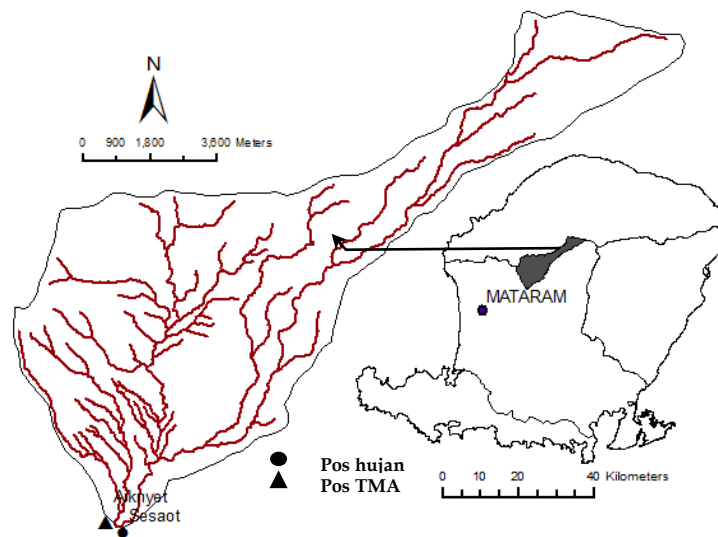 N
0 900 1,800 3,600 Meters
MATARAM
Pos hujan
Pos TMA
Aiknyet
Sesaot
0 10 20 40 Kilometers